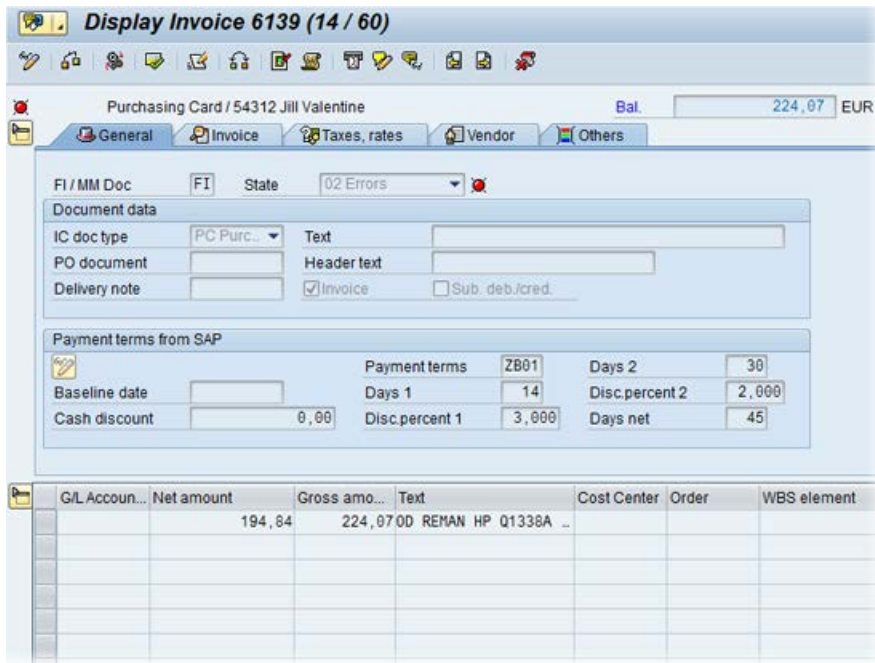 Display Invoice 6139 (14 / 60)
Purchasing Card / 54312 Jill Valentine Bal. 224,07 EUR
General Invoice Taxes, rates Vendor Others
FI / MM Doc FI State 02 Errors
Document data
IC doc type PC Purc.. Text
PO document Header text
Delivery note Invoice Sub. deb./cred.
Payment terms from SAP
Payment terms ZB01 Days 2 30
Baseline date Days 1 14 Disc.percent 2 2,000
Cash discount 0,00 Disc.percent 1 3,000 Days net 45
G/L Accoun... Net amount Gross amo... Text Cost Center Order WBS element
194,84 224,07 OD REMAN HP Q1338A ..